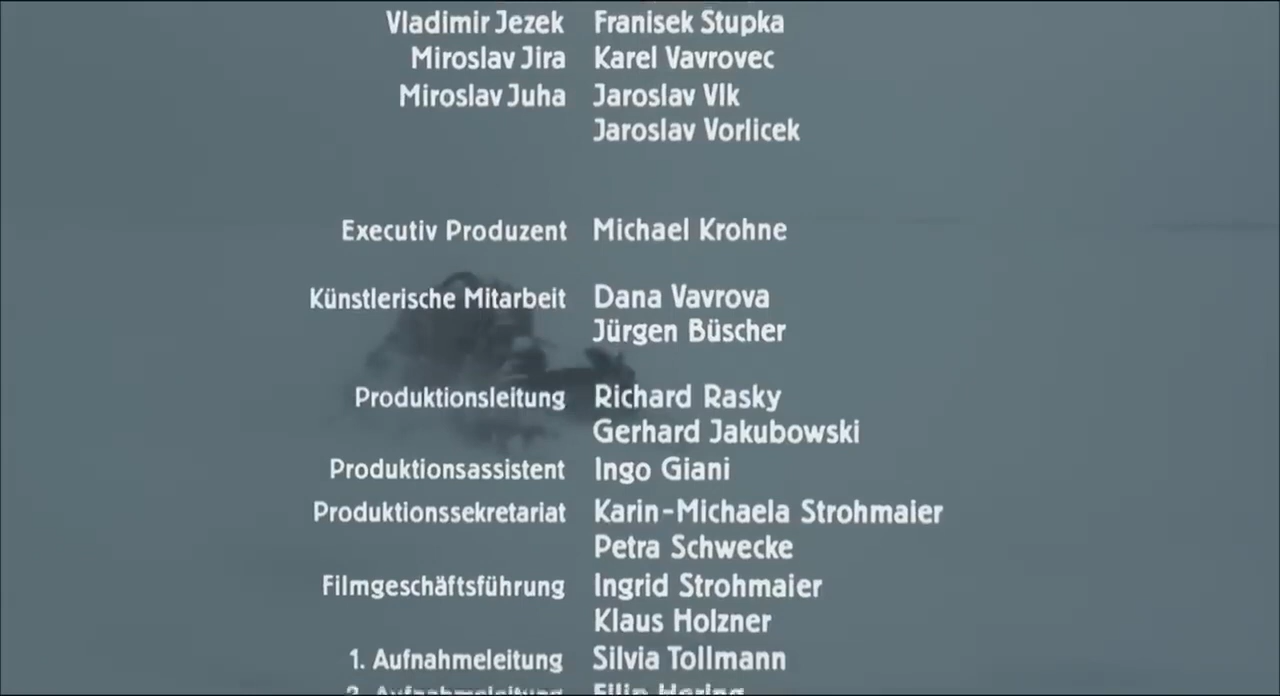 Vladimir Jezek Franisek Stupka
Miroslav Jira Karel Vavrovec
Miroslav Juha Jaroslav Vlk
Jaroslav Vorlicek
Executiv Produzent Michael Krohne
Künstlerische Mitarbeit Dana Vavrova
Jürgen Büscher
Produktionsleitung Richard Rasky
Gerhard Jakubowski
Produktionsassistent Ingo Giani
Produktionssekretariat Karin-Michaela Strohmaier
Petra Schwecke
Filmgeschäftsführung Ingrid Strohmaier
Klaus Holzner
1. Aufnahmeleitung Silvia Tollmann
2. Aufnahmeleitung